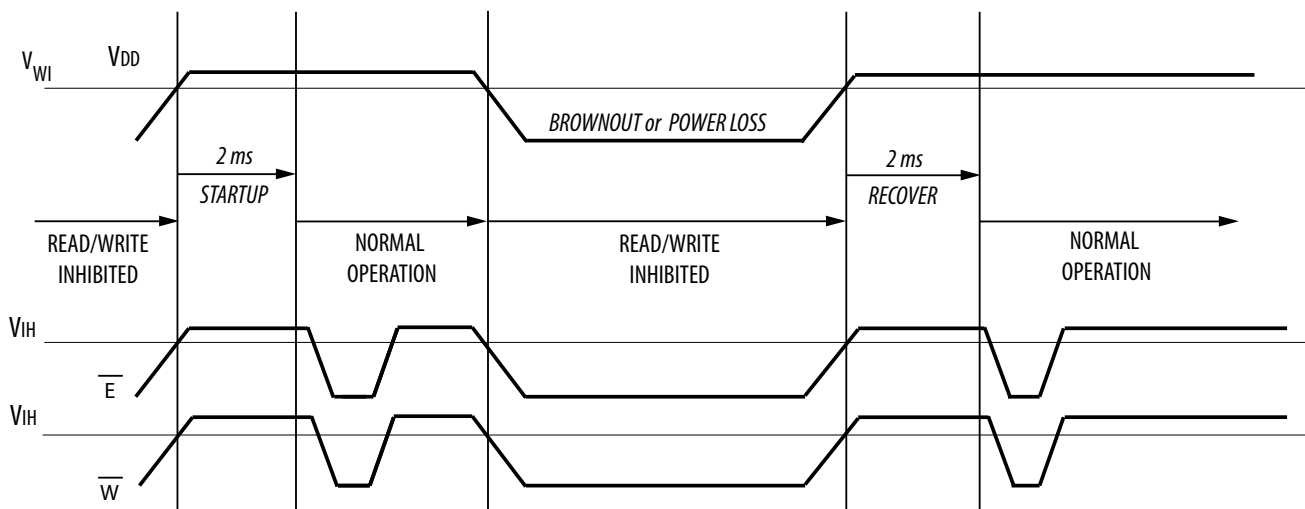 VWI VDD
BROWNOUT or POWER LOSS
2 ms
STARTUP
2 ms
RECOVER
READ/WRITE
INHIBITED
NORMAL
OPERATION
READ/WRITE
INHIBITED
NORMAL
OPERATION
VIH
E
VIH
W